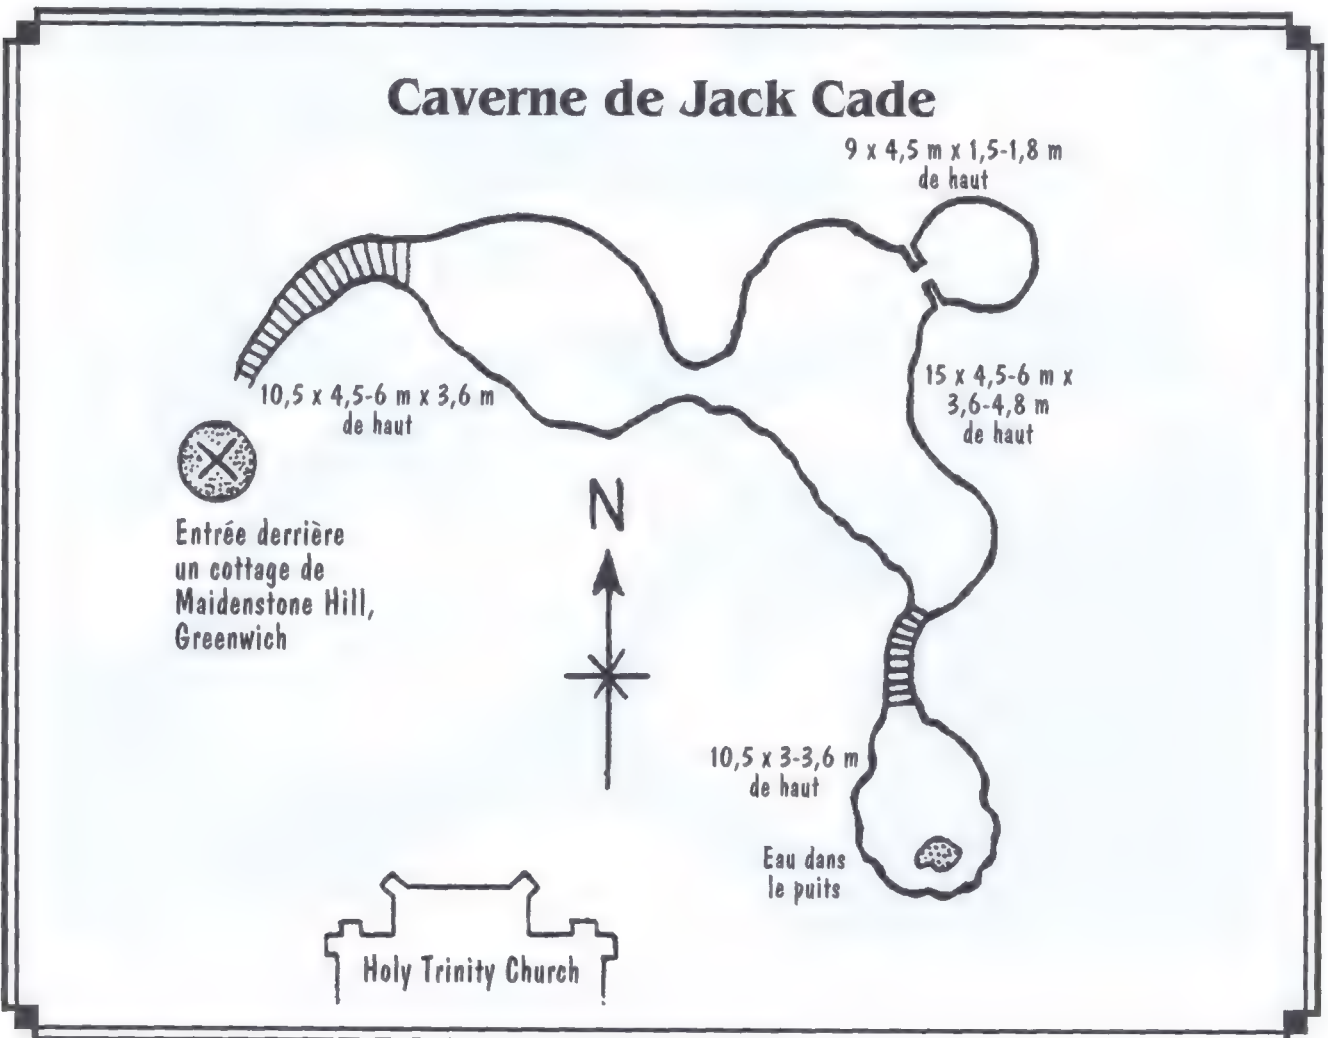 Caverne de Jack Cade
9 x 4,5 m x 1,5-1,8 m
de haut
15 x 4,5-6 m x
3,6-4,8 m
de haut
10,5 x 4,5-6 m x 3,6 m
de haut
N
Entrée derrière
un cottage de
Maidenstone Hill,
Greenwich
10,5 x 3-3,6 m
de haut
Eau dans
le puits
Holy Trinity Church